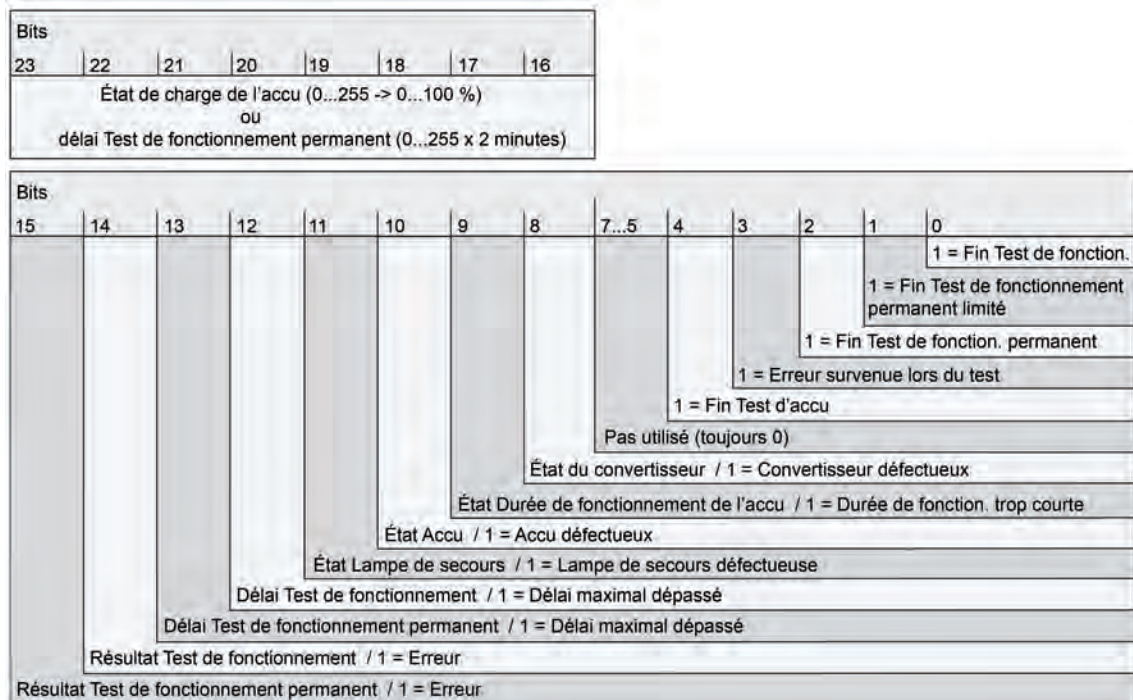 Bits
23 22 21 20 19 18 17 16
État de charge de l'accu (0...255 -> 0...100 %)
ou
délai Test de fonctionnement permanent (0...255 x 2 minutes)
Bits
15 14 13 12 11 10 9 8 7...5 4 3 2 1 0
1 = Fin Test de fonction.
1 = Fin Test de fonctionnement
permanent limité
1 = Fin Test de fonction. permanent
1 = Erreur survenue lors du test
1 = Fin Test d'accu
Pas utilisé (toujours 0)
État du convertisseur / 1 = Convertisseur défectueux
État Durée de fonctionnement de l'accu / 1 = Durée de fonction. trop courte
État Accu / 1 = Accu défectueux
État Lampe de secours / 1 = Lampe de secours défectueuse
Délai Test de fonctionnement / 1 = Délai maximal dépassé
Délai Test de fonctionnement permanent / 1 = Délai maximal dépassé
Résultat Test de fonctionnement / 1 = Erreur
Résultat Test de fonctionnement permanent / 1 = Erreur